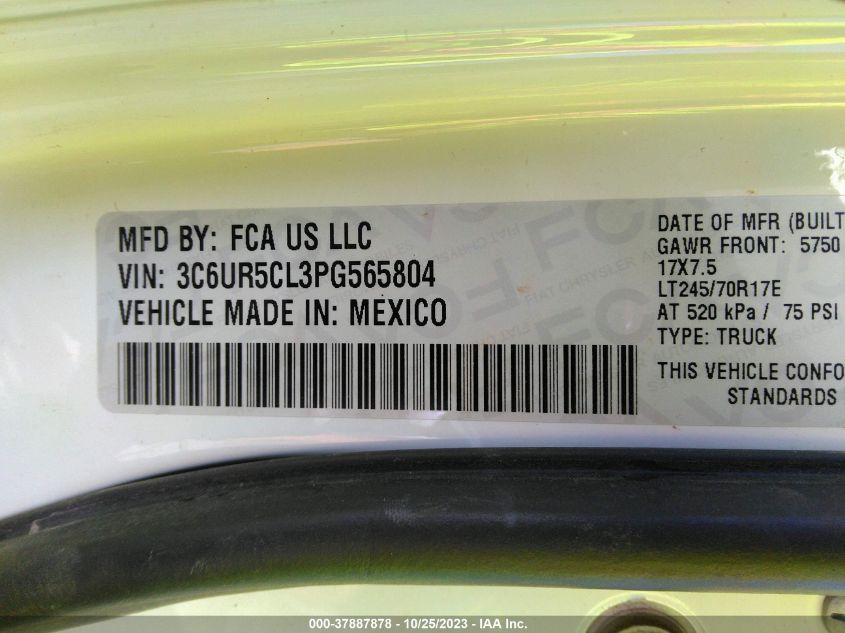 MFD BY: FCA US LLC
VIN: 3C6UR5CL3PG565804
VEHICLE MADE IN: MEXICO
DATE OF MFR (BUILT
GAWR FRONT: 5750
17X7.5
LT245/70R17E
AT 520 kPa / 75 PSI
TYPE: TRUCK
THIS VEHICLE CONFO
STANDARDS
000-37887878 - 10/25/2023 - IAA Inc.